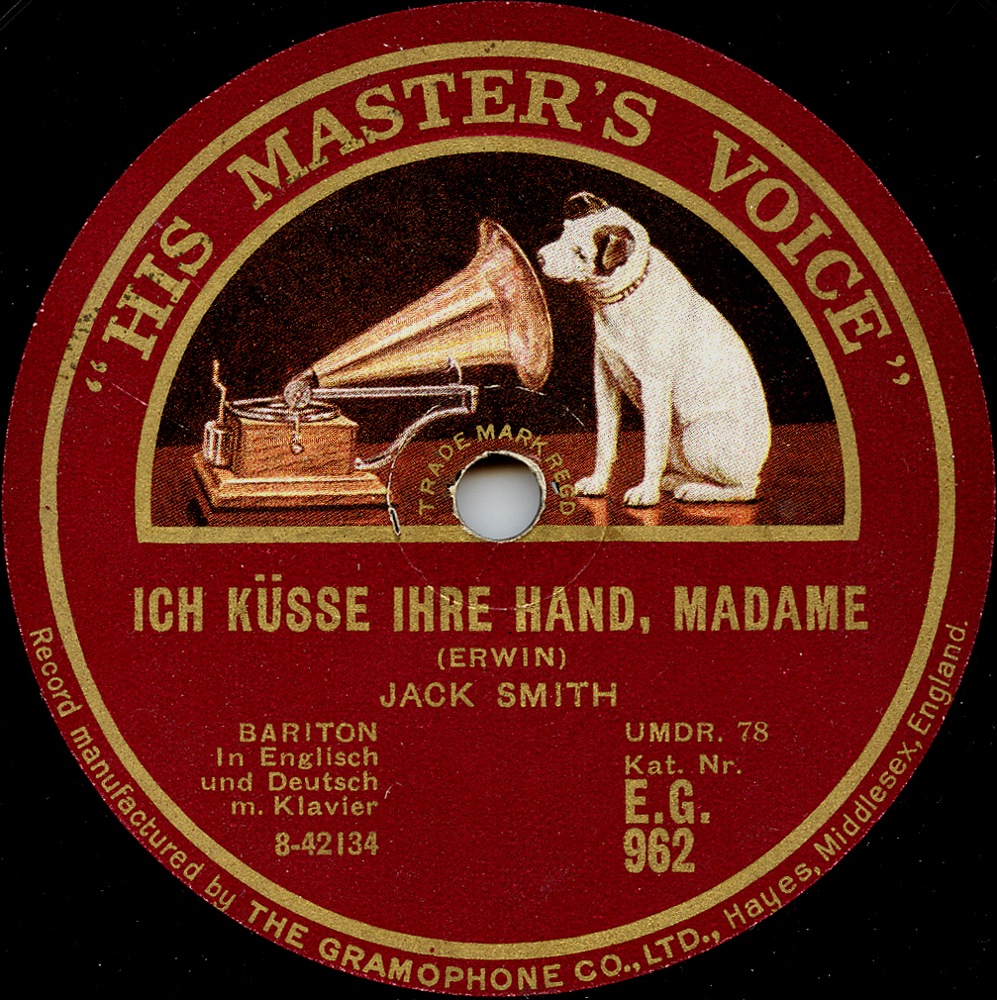 "HIS MASTER'S VOICE"
TRADE MARK REGD
ICH KÜSSE IHRE HAND, MADAME
(ERWIN)
JACK SMITH
BARITON
In Englisch
und Deutsch
m. Klavier
8-42134
UMDR. 78
Kat. Nr.
E.G.
962
Record manufactured by THE GRAMOPHONE CO., LTD., Hayes, Middlesex, England.